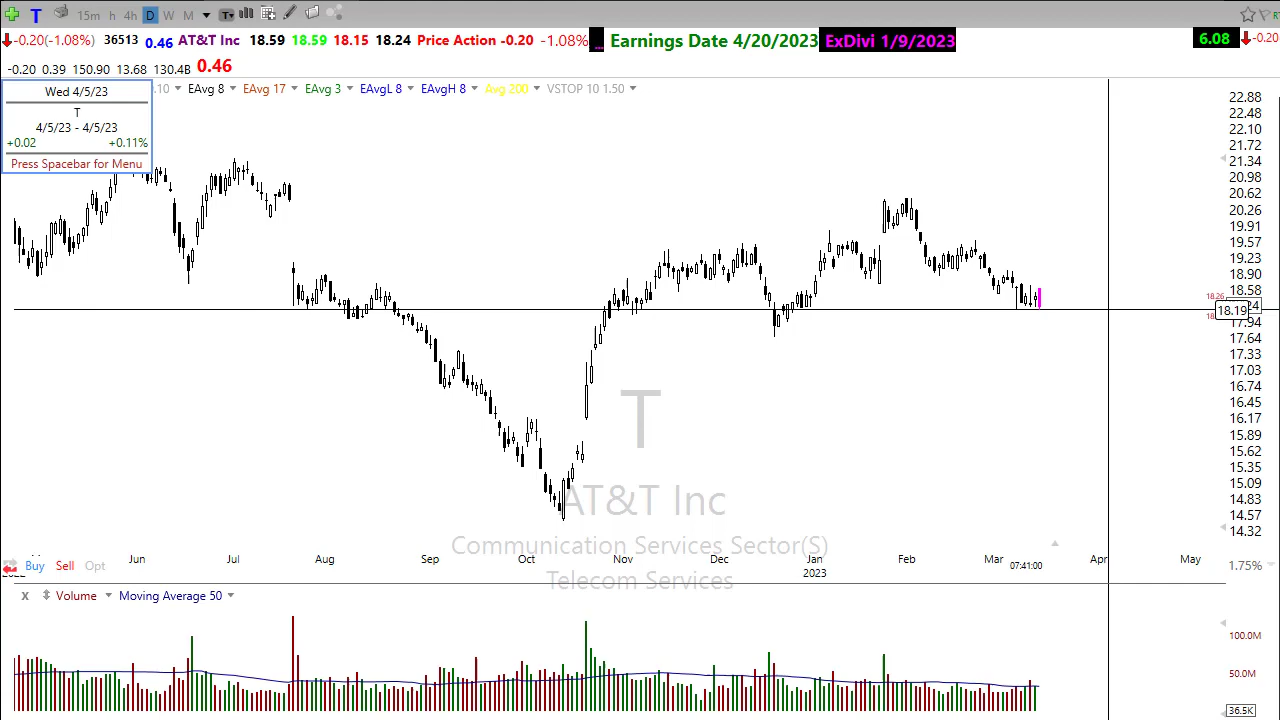 T 15m h 4h D W M T
-0.20(-1.08%) 36513 0.46 AT&T Inc 18.59 18.59 18.15 18.24 Price Action -0.20 -1.08% ... Earnings Date 4/20/2023 ExDivi 1/9/2023 6.08 -0.20
-0.20 0.39 150.90 13.68 130.4B 0.46
Wed 4/5/23
T
4/5/23 - 4/5/23
+0.02 +0.11%
Press Spacebar for Menu
.10 EAvg 8 EAvg 17 EAvg 3 EAvgL 8 EAvgH 8 Avg 200 VSTOP 10 1.50
22.88
22.48
22.10
21.72
21.34
20.98
20.62
20.26
19.91
19.57
19.23
18.90
18.58
18.26
18.19
17.94
17.64
17.33
17.03
16.74
16.45
16.17
15.89
15.62
15.35
15.09
14.83
14.57
14.32
T
AT&T Inc
Communication Services Sector(S)
Telecom Services
Jun Jul Aug Sep Oct Nov Dec Jan Feb Mar Apr May
2023
07:41:00
Buy Sell Opt
1.75%
x Volume Moving Average 50
100.0M
50.0M
36.5K